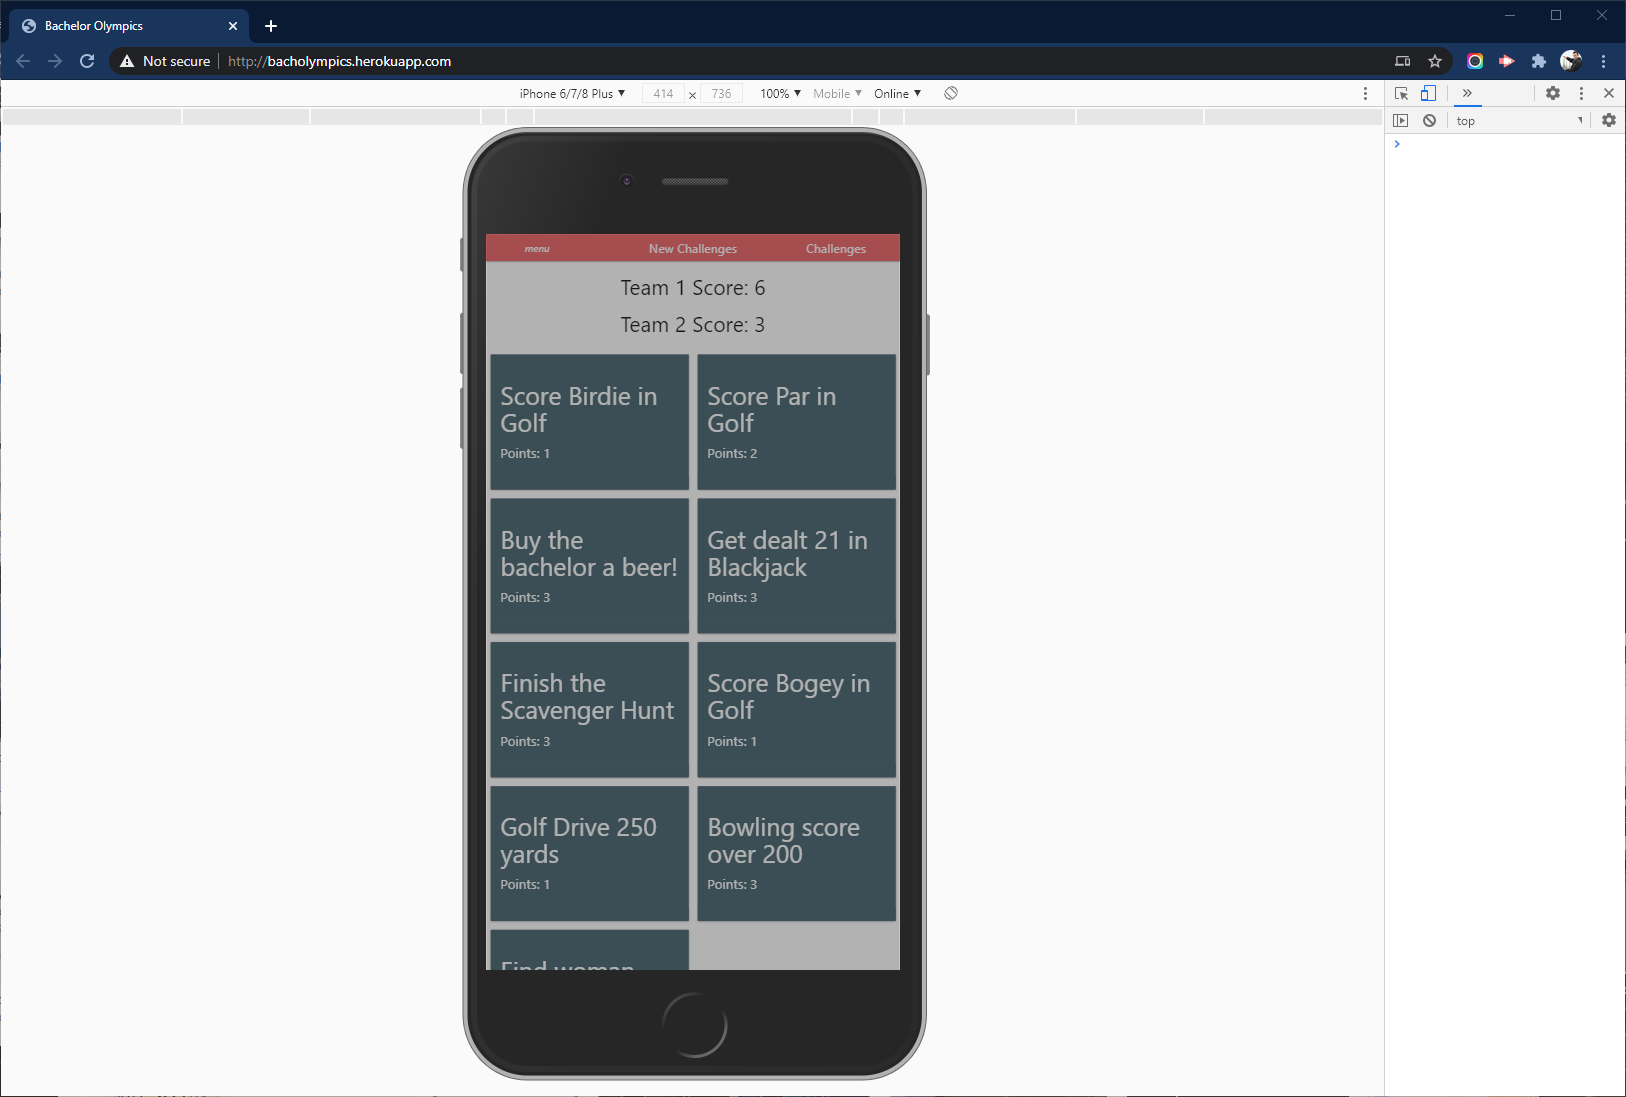 Bachelor Olympics
Not secure
http://bacholympics.herokuapp.com
iPhone 6/7/8 Plus 414 × 736 100% Mobile Online
top
menu New Challenges Challenges
Team 1 Score: 6
Team 2 Score: 3
Score Birdie in
Golf
Points: 1
Score Par in
Golf
Points: 2
Buy the
bachelor a beer!
Points: 3
Get dealt 21 in
Blackjack
Points: 3
Finish the
Scavenger Hunt
Points: 3
Score Bogey in
Golf
Points: 1
Golf Drive 250
yards
Points: 1
Bowling score
over 200
Points: 3
Find woman